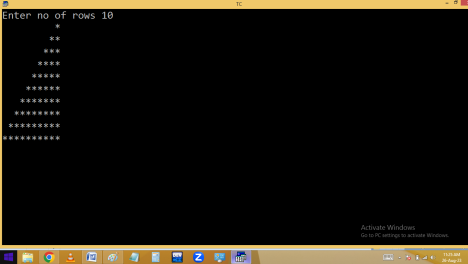 TC
Enter no of rows 10
*
**
***
****
*****
******
*******
********
*********
**********
Activate Windows
Go to PC settings to activate Windows.